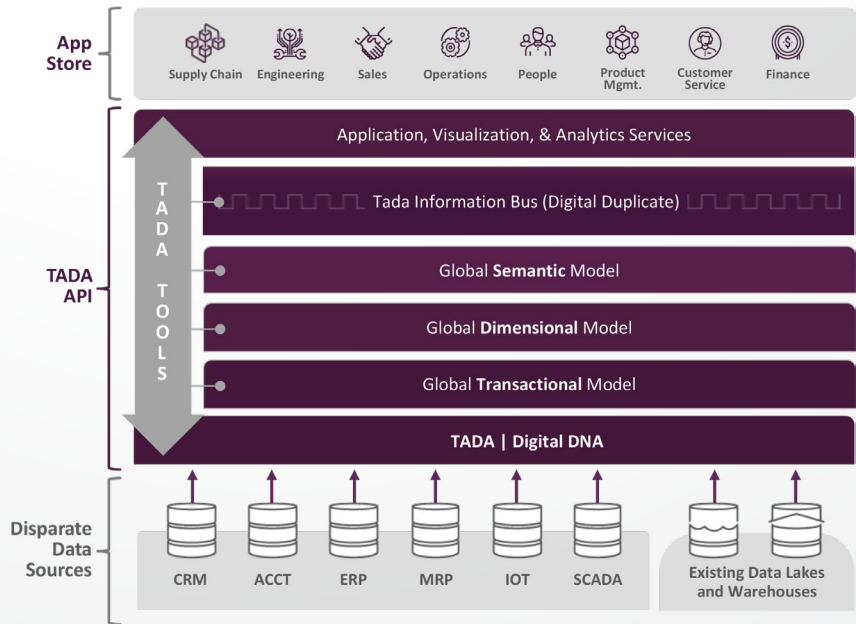 App
Store
Supply Chain
Engineering
Sales
Operations
People
Product
Mgmt.
Customer
Service
Finance
TADA
API
TADA TOOLS
Application, Visualization, & Analytics Services
Tada Information Bus (Digital Duplicate)
Global Semantic Model
Global Dimensional Model
Global Transactional Model
TADA | Digital DNA
Disparate
Data
Sources
CRM
ACCT
ERP
MRP
IOT
SCADA
Existing Data Lakes
and Warehouses